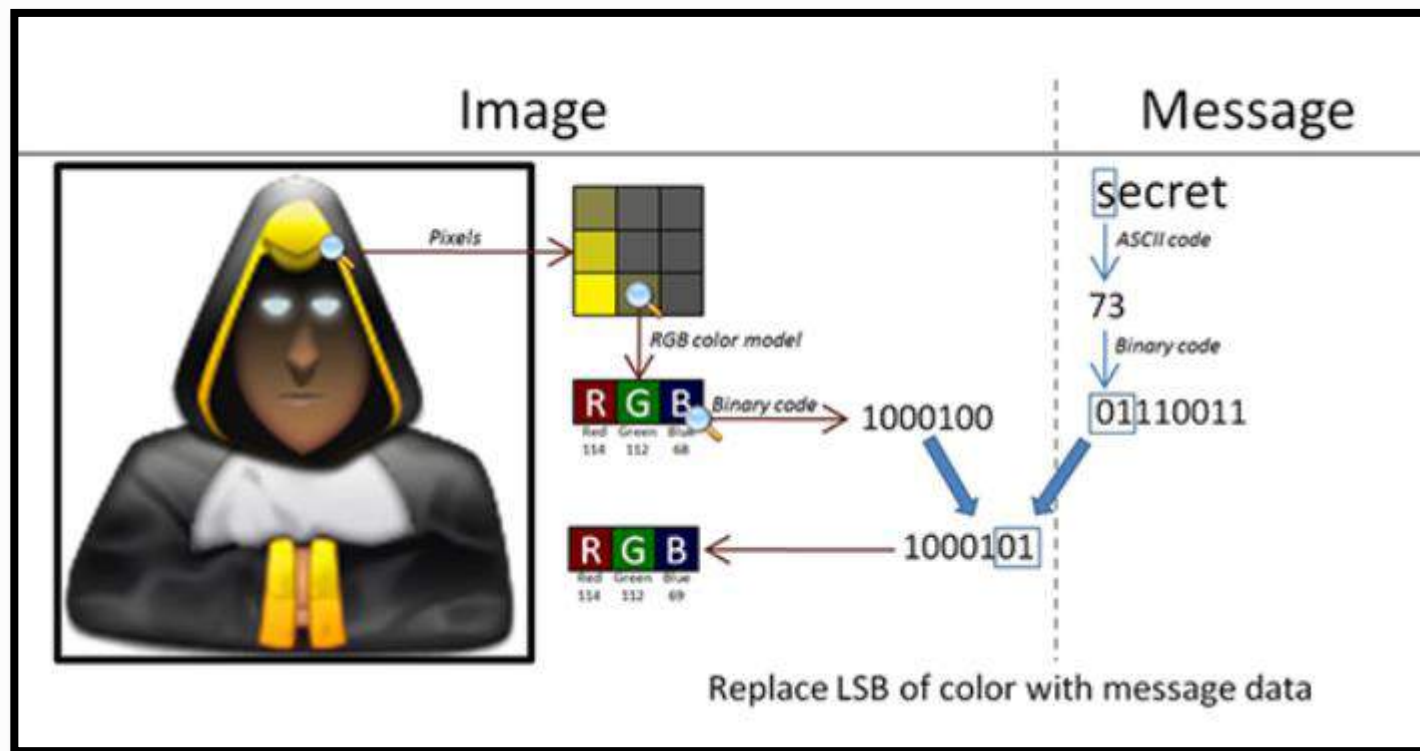 Image
Message
secret
Pixels
ASCII code
73
RGB color model
Binary code
R G B
Binary code
1000100
01110011
Red Green Blue
114 112 68
R G B
1000101
Red Green Blue
114 112 69
Replace LSB of color with message data